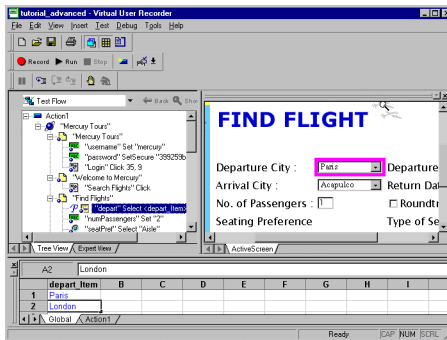 tutorial_advanced - Virtual User Recorder
File Edit View Insert Test Debug Tools Help
Record Run Stop
Test Flow Back Show
Action1
"Mercury Tours"
"Mercury Tours"
"username" Set "mercury"
"password" SetSecure "399259b
"Login" Click 35, 9
"Welcome to Mercury"
"Search Flights" Click
"Find Flights"
"depart" Select <depart_Item>
"numPassengers" Set "2"
"seatPref" Select "Aisle"
Tree View Expert View
FIND FLIGHT
Departure City : Paris Departure
Arrival City : Acapulco Return Da
No. of Passengers : 1 Roundtr
Seating Preference Type of Se
ActiveScreen
A2 London
depart_Item B C D E F G H I
1 Paris
2 London
Global Action1
Ready CAP NUM SCRL